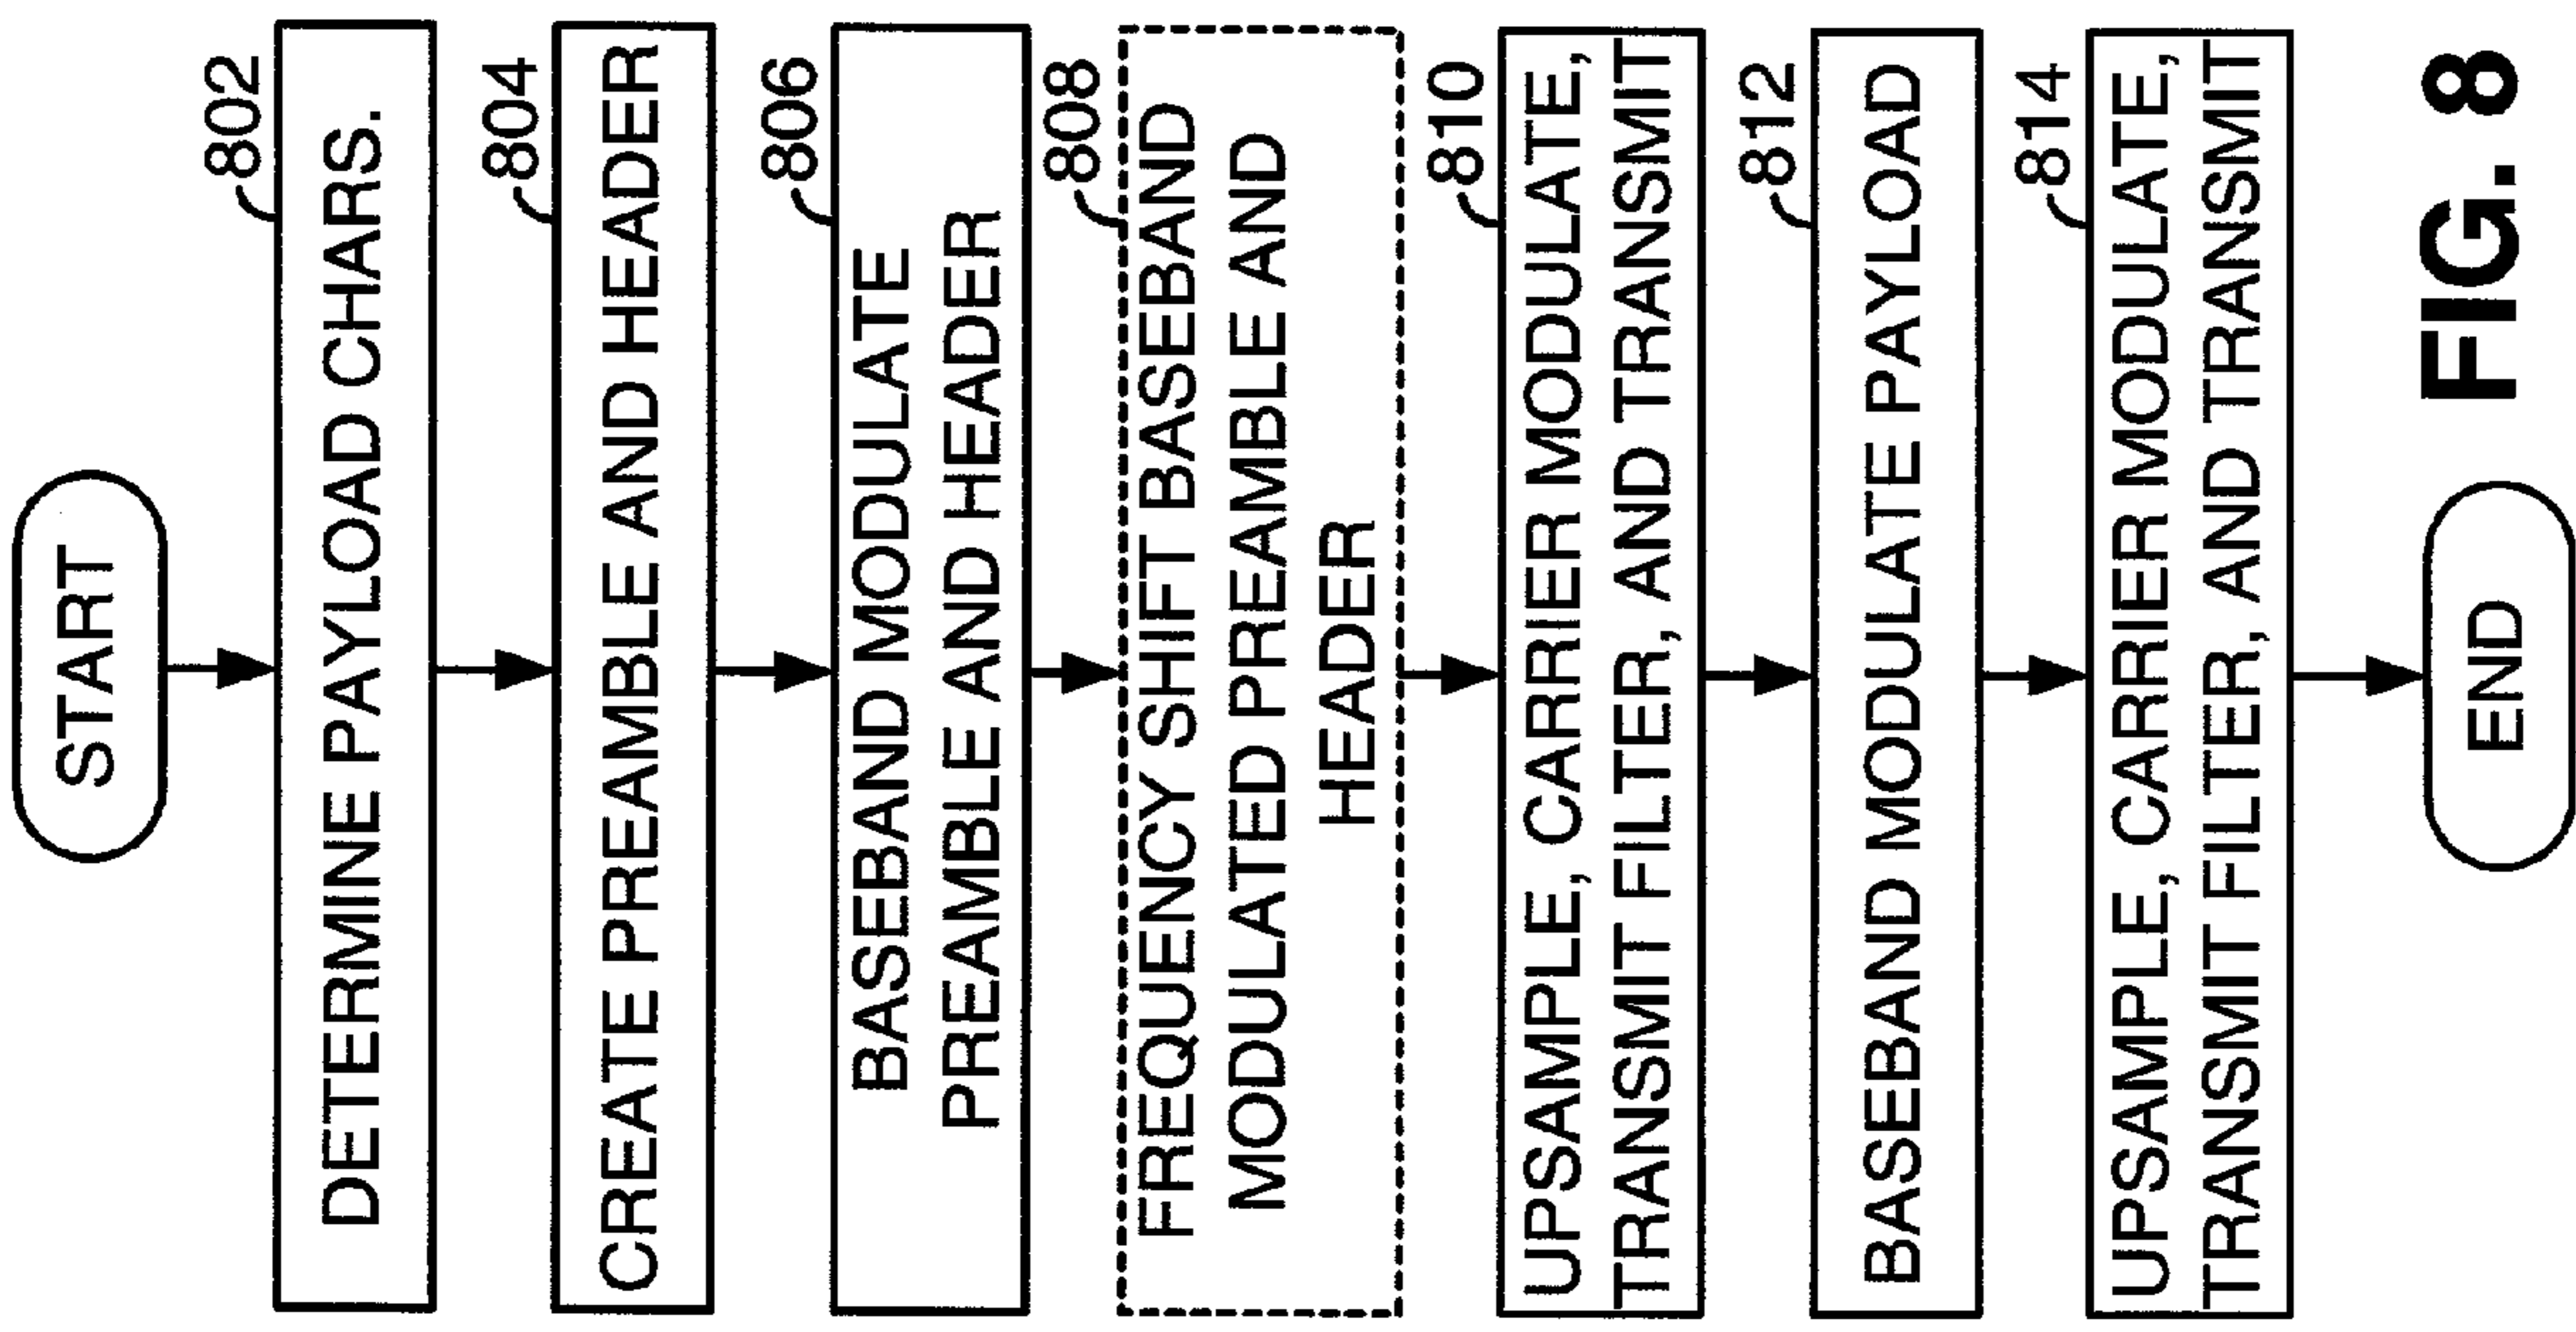 START
802
DETERMINE PAYLOAD CHARS.
804
CREATE PREAMBLE AND HEADER
806
BASEBAND MODULATE
PREAMBLE AND HEADER
808
FREQUENCY SHIFT BASEBAND
MODULATED PREAMBLE AND
HEADER
810
UPSAMPLE, CARRIER MODULATE,
TRANSMIT FILTER, AND TRANSMIT
812
BASEBAND MODULATE PAYLOAD
814
UPSAMPLE, CARRIER MODULATE,
TRANSMIT FILTER, AND TRANSMIT
END
FIG. 8